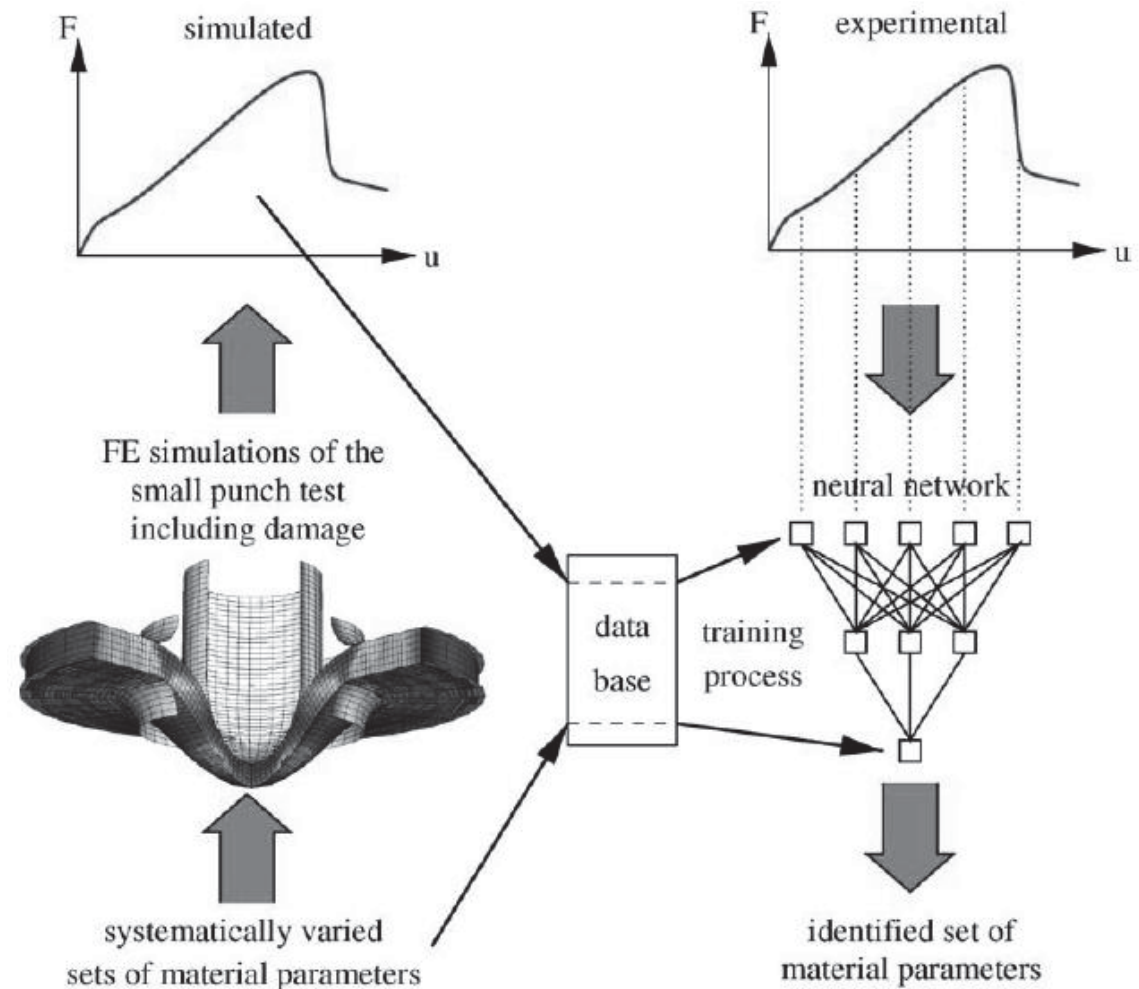 F
simulated
u
FE simulations of the
small punch test
including damage
systematically varied
sets of material parameters
data
base
training
process
F
experimental
u
neural network
identified set of
material parameters